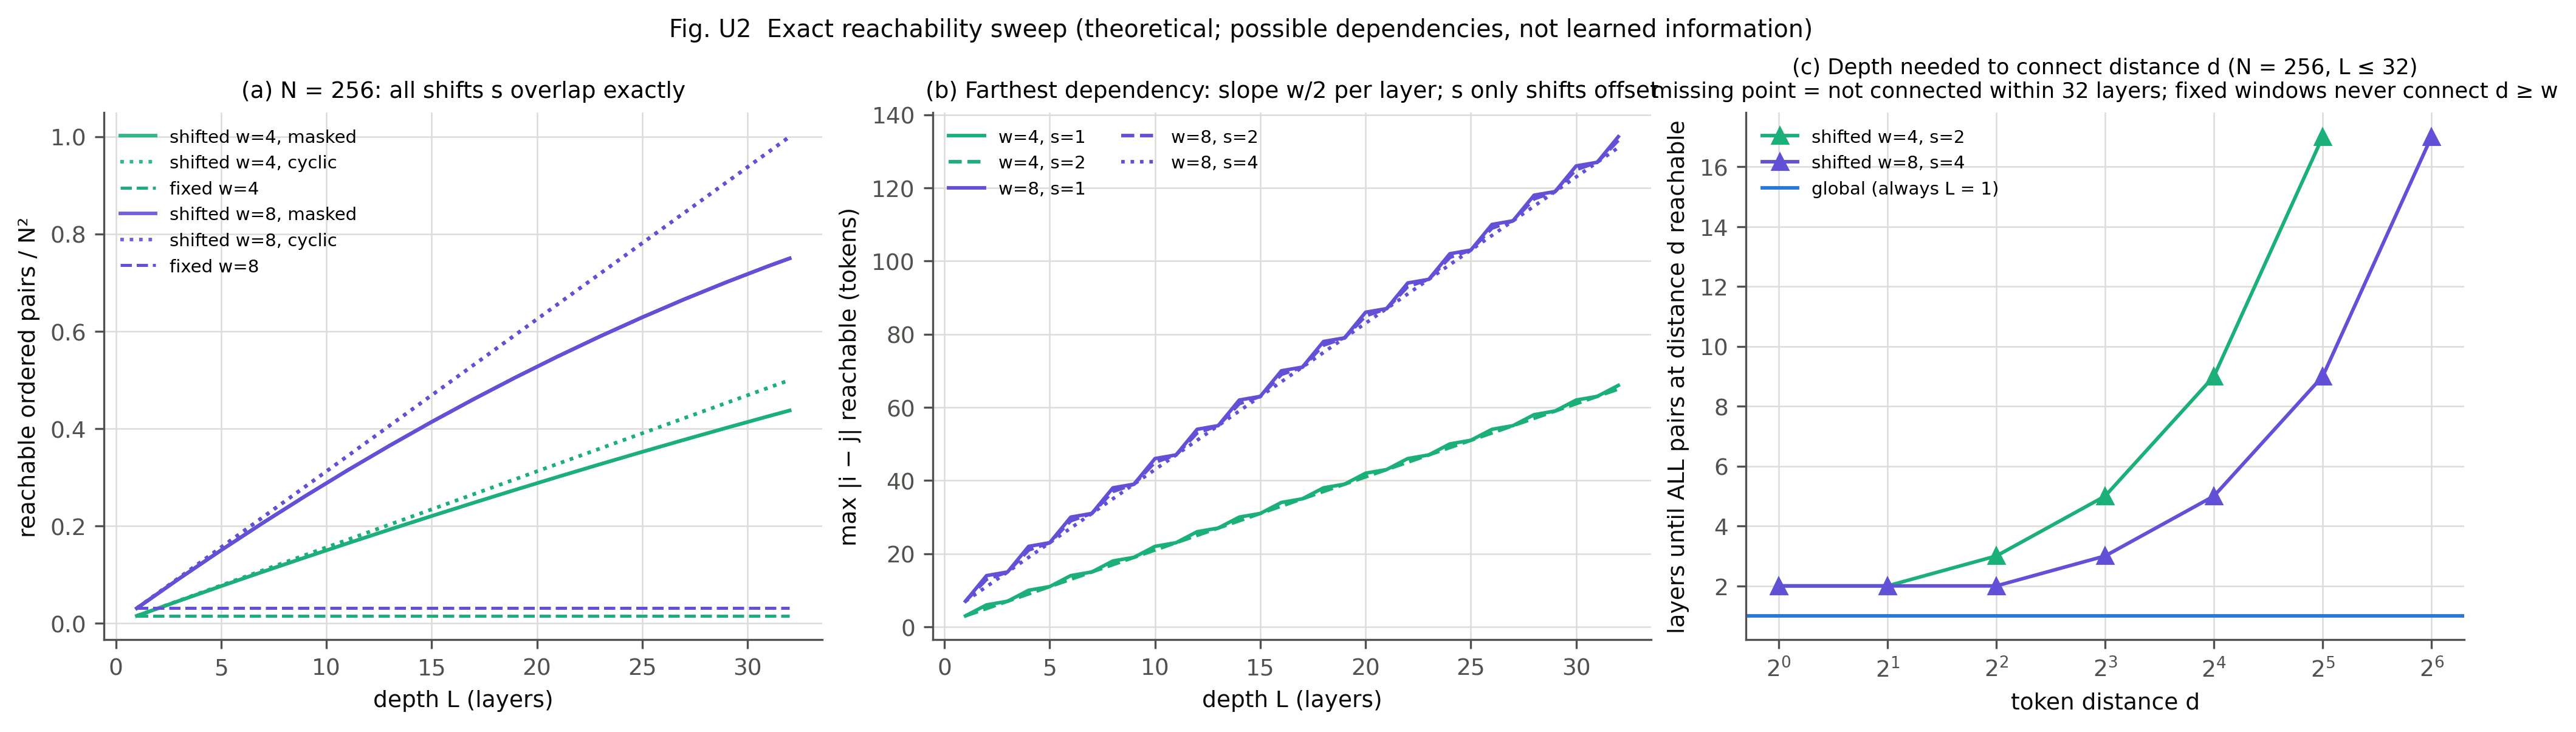 Fig. U2  Exact reachability sweep (theoretical; possible dependencies, not learned information)
(a) N = 256: all shifts s overlap exactly
reachable ordered pairs / N²
1.0
0.8
0.6
0.4
0.2
0.0
shifted w=4, masked
shifted w=4, cyclic
fixed w=4
shifted w=8, masked
shifted w=8, cyclic
fixed w=8
0 5 10 15 20 25 30
depth L (layers)
(b) Farthest dependency: slope w/2 per layer; s only shifts offset
max |i − j| reachable (tokens)
140
120
100
80
60
40
20
0
w=4, s=1
w=4, s=2
w=8, s=1
w=8, s=2
w=8, s=4
0 5 10 15 20 25 30
depth L (layers)
(c) Depth needed to connect distance d (N = 256, L ≤ 32)
missing point = not connected within 32 layers; fixed windows never connect d ≥ w
layers until ALL pairs at distance d reachable
16
14
12
10
8
6
4
2
shifted w=4, s=2
shifted w=8, s=4
global (always L = 1)
2⁰ 2¹ 2² 2³ 2⁴ 2⁵ 2⁶
token distance d